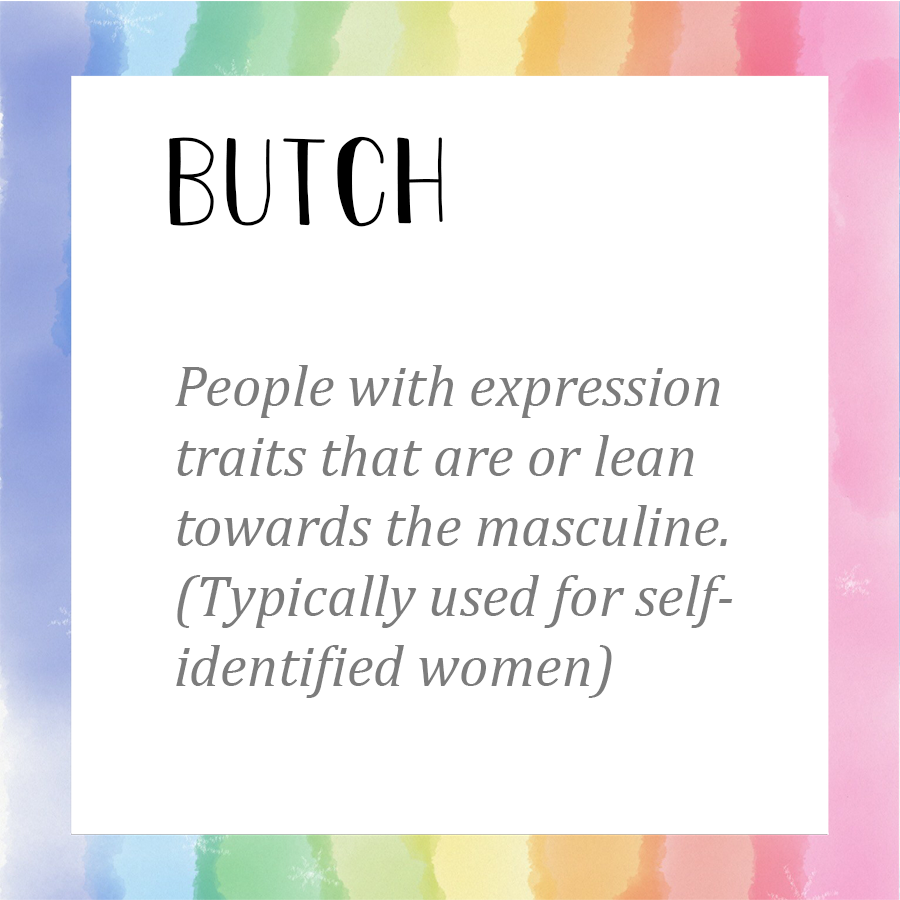 BUTCH
People with expression
traits that are or lean
towards the masculine.
(Typically used for self-
identified women)